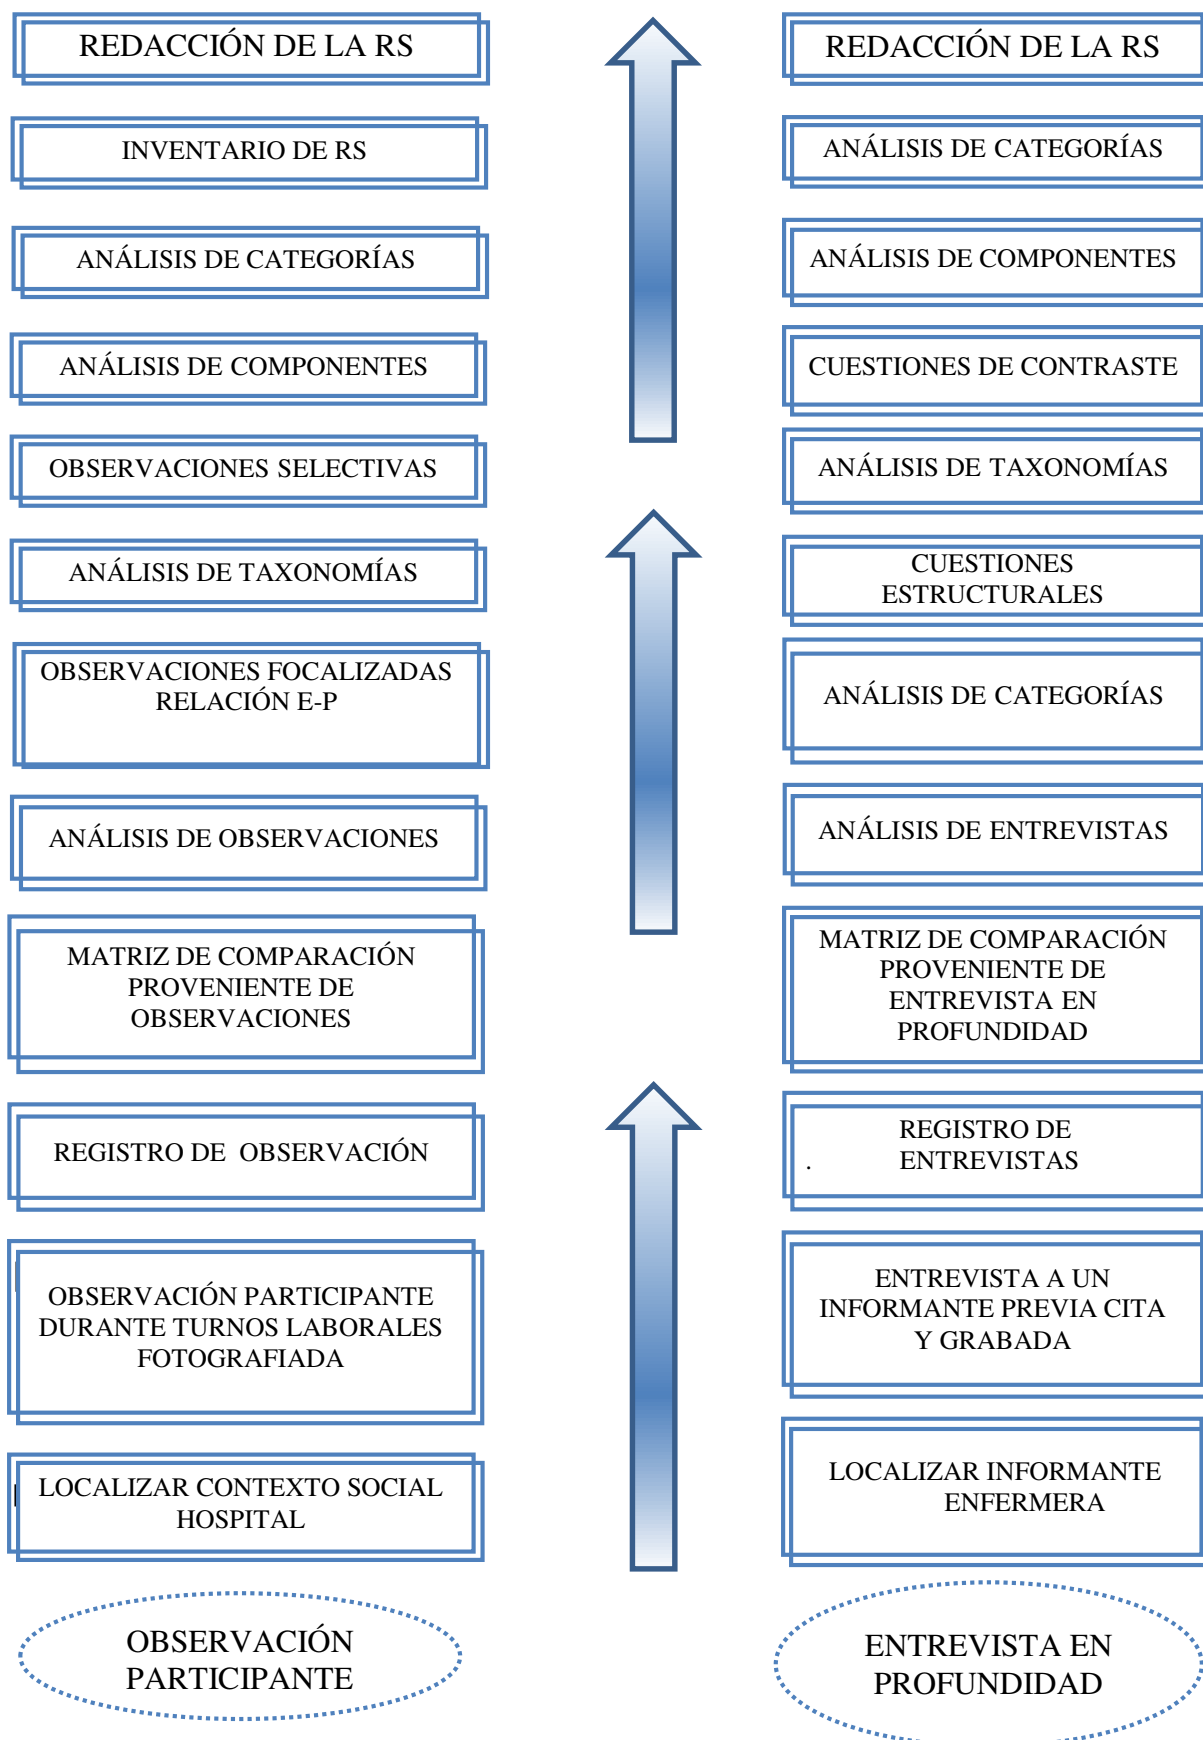 REDACCIÓN DE LA RS
INVENTARIO DE RS
ANÁLISIS DE CATEGORÍAS
ANÁLISIS DE COMPONENTES
OBSERVACIONES SELECTIVAS
ANÁLISIS DE TAXONOMÍAS
OBSERVACIONES FOCALIZADAS
RELACIÓN E-P
ANÁLISIS DE OBSERVACIONES
MATRIZ DE COMPARACIÓN
PROVENIENTE DE
OBSERVACIONES
REGISTRO DE OBSERVACIÓN
OBSERVACIÓN PARTICIPANTE
DURANTE TURNOS LABORALES
FOTOGRAFIADA
LOCALIZAR CONTEXTO SOCIAL
HOSPITAL
OBSERVACIÓN
PARTICIPANTE
REDACCIÓN DE LA RS
ANÁLISIS DE CATEGORÍAS
ANÁLISIS DE COMPONENTES
CUESTIONES DE CONTRASTE
ANÁLISIS DE TAXONOMÍAS
CUESTIONES
ESTRUCTURALES
ANÁLISIS DE CATEGORÍAS
ANÁLISIS DE ENTREVISTAS
MATRIZ DE COMPARACIÓN
PROVENIENTE DE
ENTREVISTA EN
PROFUNDIDAD
REGISTRO DE
. ENTREVISTAS
ENTREVISTA A UN
INFORMANTE PREVIA CITA
Y GRABADA
LOCALIZAR INFORMANTE
ENFERMERA
ENTREVISTA EN
PROFUNDIDAD